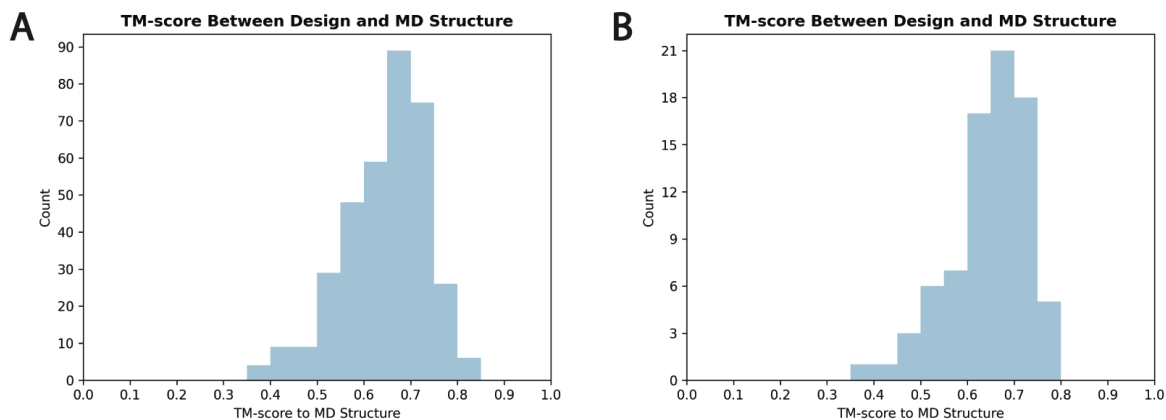 A
TM-score Between Design and MD Structure
90
80
70
60
50
40
30
20
10
0
Count
0.0 0.1 0.2 0.3 0.4 0.5 0.6 0.7 0.8 0.9 1.0
TM-score to MD Structure
B
TM-score Between Design and MD Structure
21
18
15
12
9
6
3
0
Count
0.0 0.1 0.2 0.3 0.4 0.5 0.6 0.7 0.8 0.9 1.0
TM-score to MD Structure